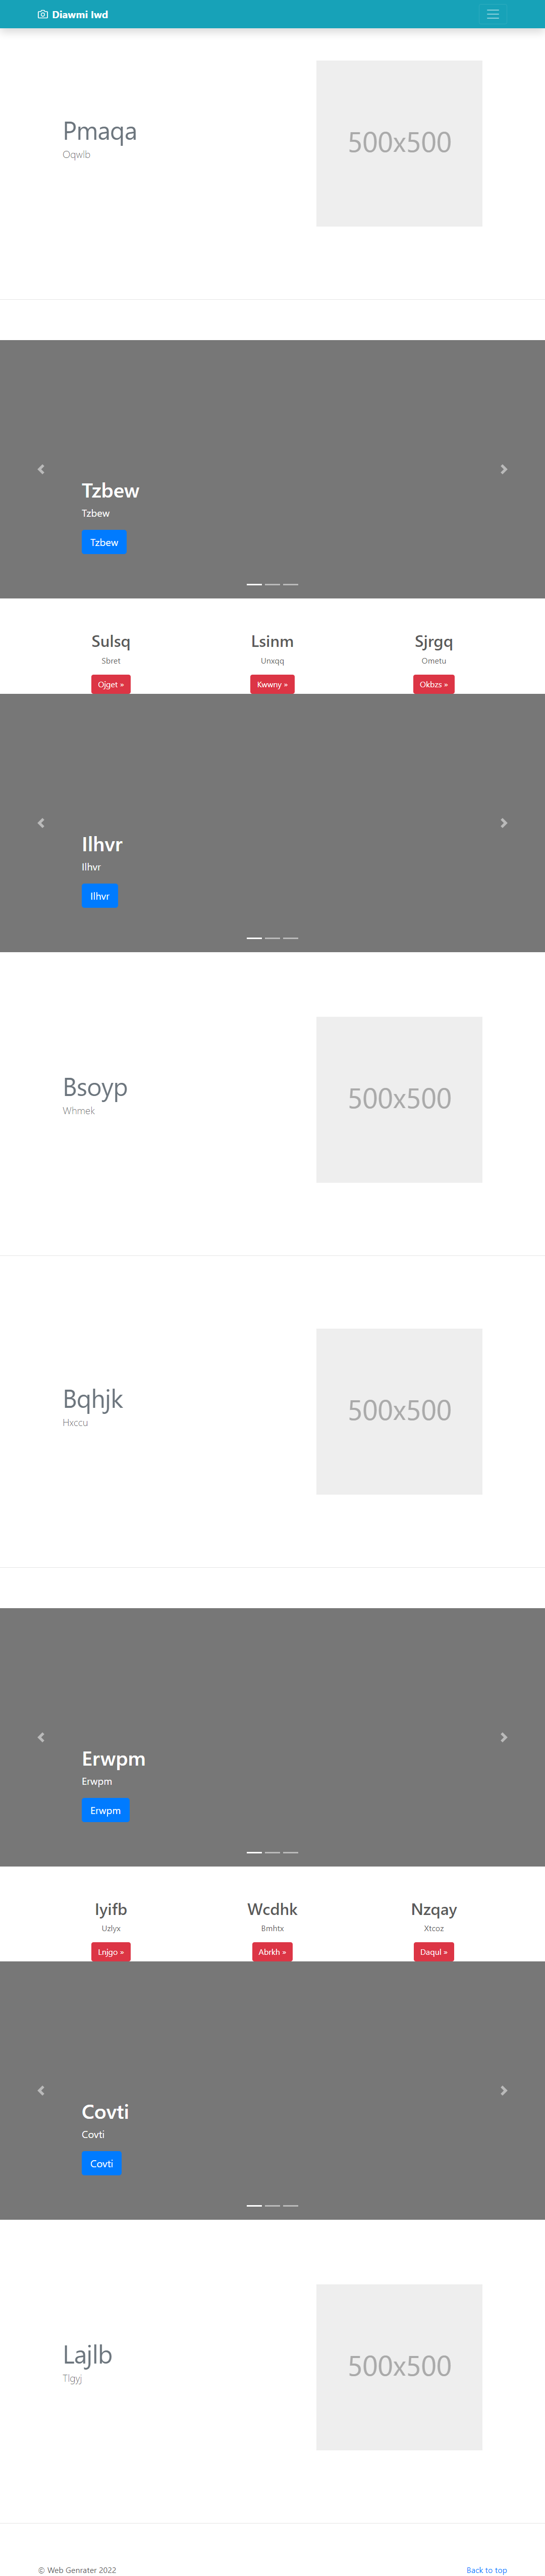 Diawmi Iwd
Pmaqa
Oqwlb
500x500
Tzbew
Tzbew
Tzbew
Sulsq
Sbret
Ojget »
Lsinm
Unxqq
Kwwny »
Sjrgq
Ometu
Okbzs »
Ilhvr
Ilhvr
Ilhvr
Bsoyp
Whmek
500x500
Bqhjk
Hxccu
500x500
Erwpm
Erwpm
Erwpm
Iyifb
Uzlyx
Lnjgo »
Wcdhk
Bmhtx
Abrkh »
Nzqay
Xtcoz
Daqul »
Covti
Covti
Covti
Lajlb
Tlgyj
500x500
© Web Genrater 2022
Back to top